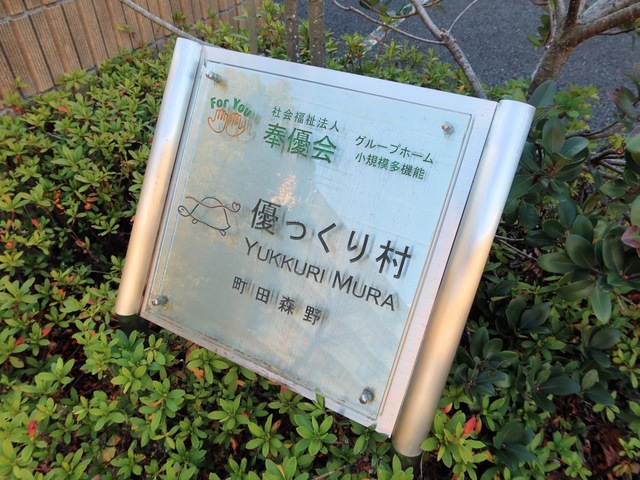 For You
社会福祉法人
奉優会
グループホーム
小規模多機能
優っくり村
YUKKURI MURA
町田森野